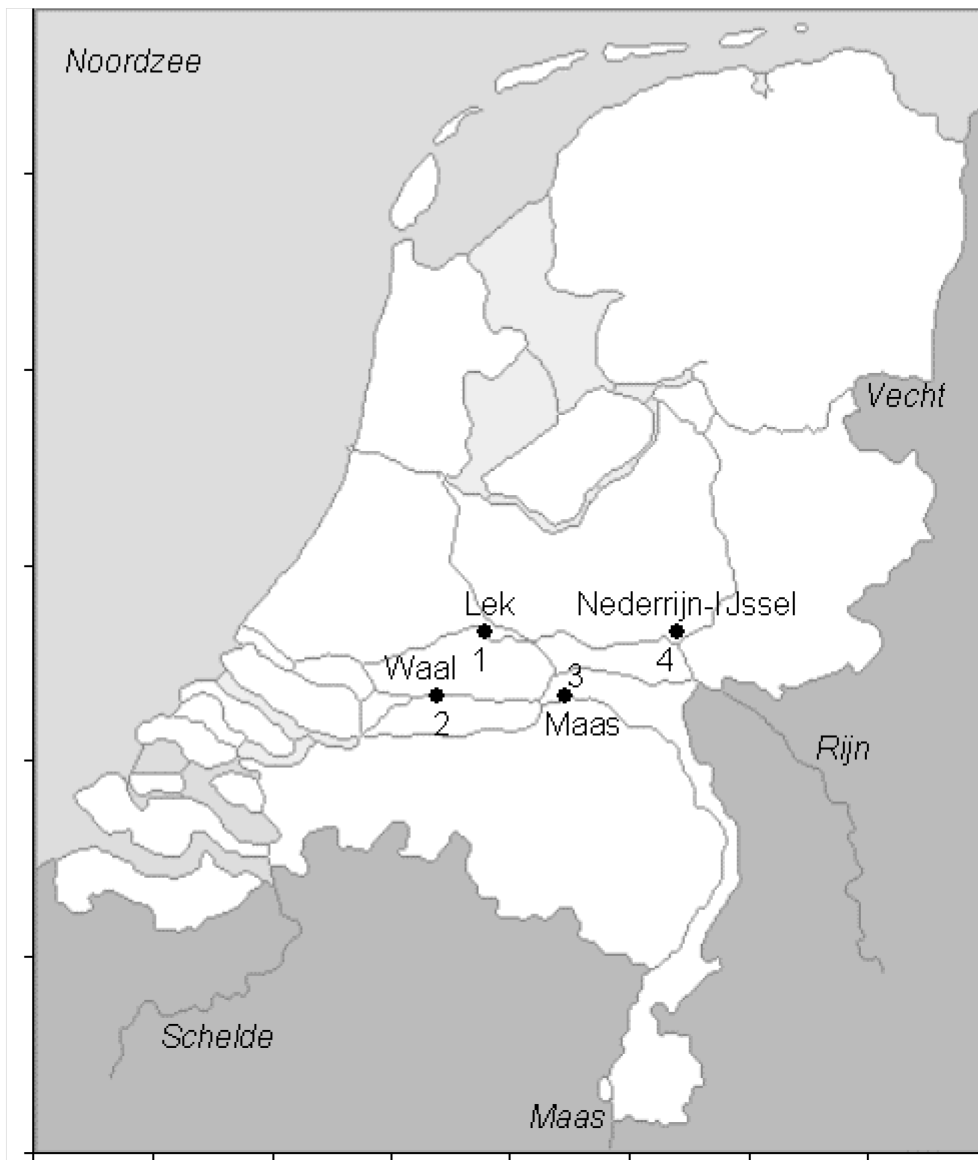 Noordzee
Vecht
Lek
Nederrijn-IJssel
1
4
Waal
3
2
Maas
Rijn
Schelde
Maas